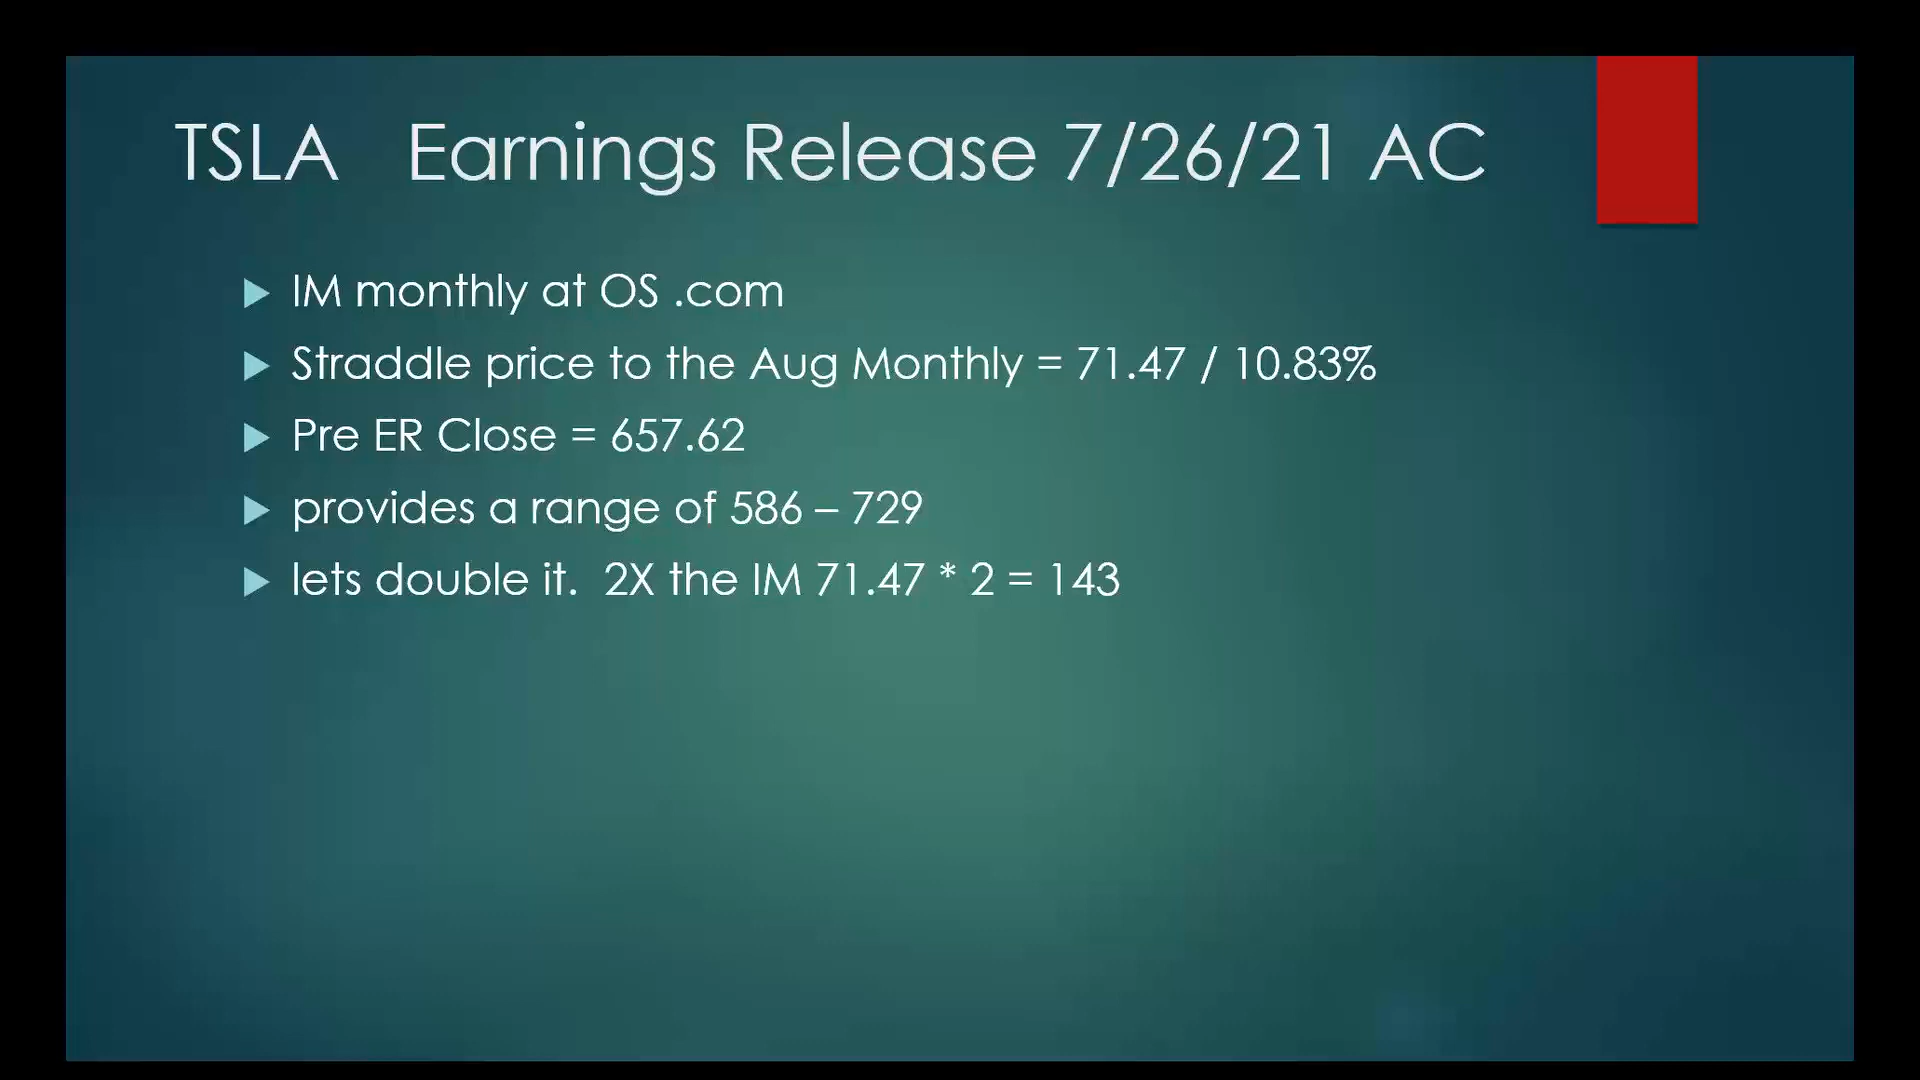 TSLA   Earnings Release 7/26/21 AC
IM monthly at OS .com
Straddle price to the Aug Monthly = 71.47 / 10.83%
Pre ER Close = 657.62
provides a range of 586 – 729
lets double it.  2X the IM 71.47 * 2 = 143